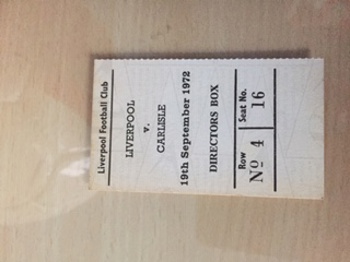 Liverpool Football Club
LIVERPOOL
v.
CARLISLE
19th September 1972
DIRECTORS BOX
Row Seat No.
Nº 4 16